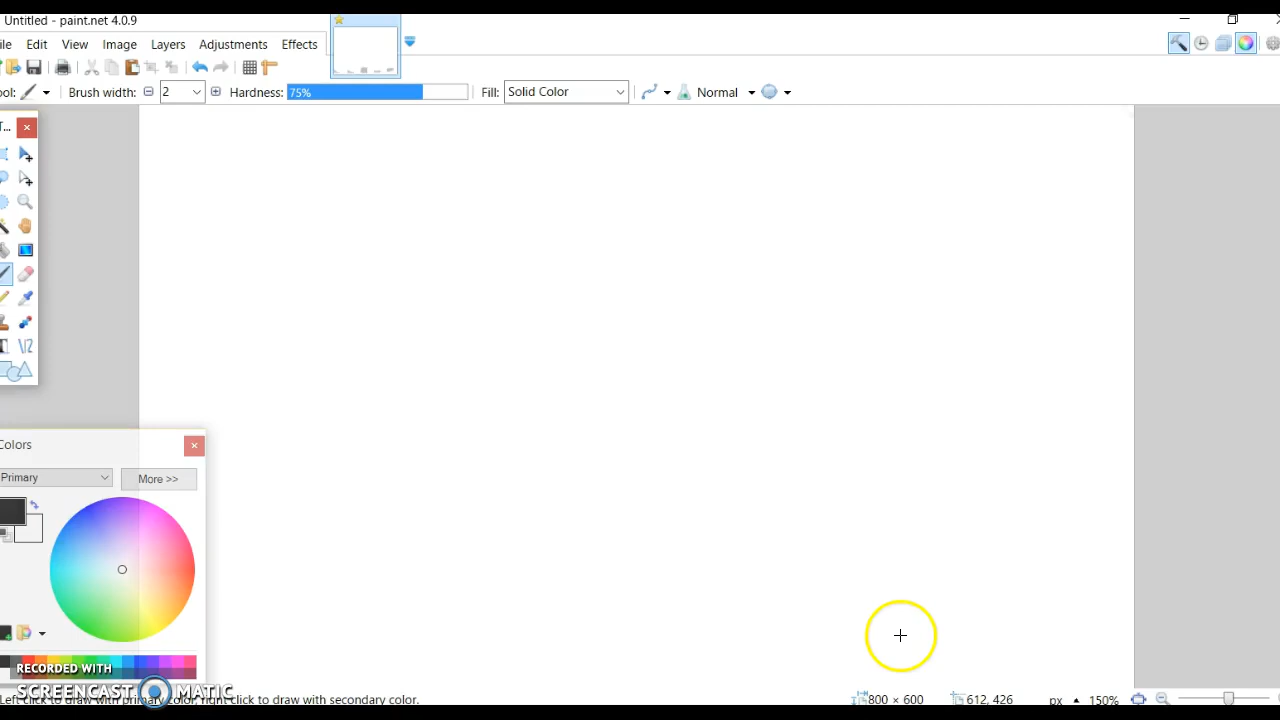 Untitled - paint.net 4.0.9
ile Edit View Image Layers Adjustments Effects
ool: Brush width: 2 Hardness: 75% Fill: Solid Color Normal
T...
Colors
Primary More >>
RECORDED WITH
SCREENCAST MATIC
Left click to draw with primary color, right click to draw with secondary color. 800 × 600 612, 426 px 150%